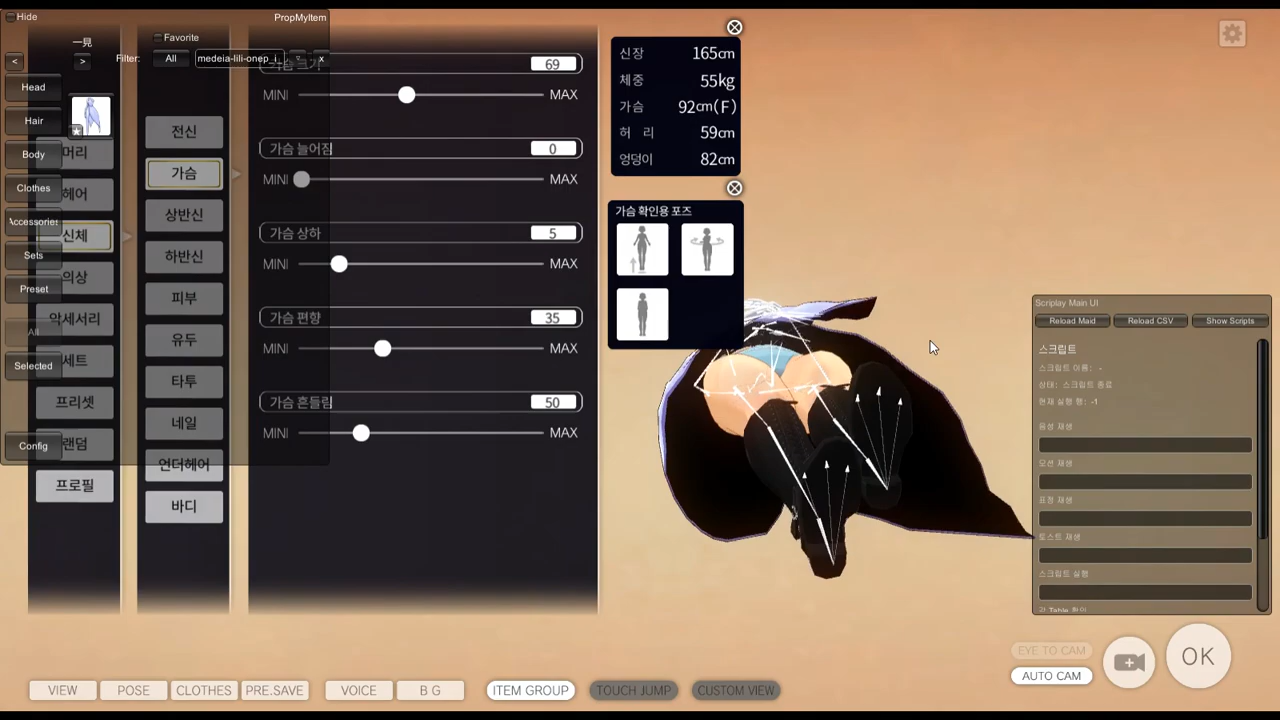 Hide
PropMyItem
一見
Favorite
<
>
Filter:
All
medeia-lili-onep_i
x
Head
Hair
Body
Clothes
Accessories
Sets
Preset
All
Selected
Config
머리
헤어
신체
의상
세트
프리셋
랜덤
프로필
전신
가슴
상반신
하반신
피부
유두
타투
네일
언더헤어
바디
가슴 크기
69
MINI
MAX
가슴 늘어짐
0
MINI
MAX
가슴 상하
5
MINI
MAX
가슴 편향
35
MINI
MAX
가슴 흔들림
50
MINI
MAX
신장 165cm
체중 55kg
가슴 92cm(F)
허 리 59cm
엉덩이 82cm
가슴 확인용 포즈
Scriplay Main UI
Reload Maid
Reload CSV
Show Scripts
스크립트
스크립트 이름: -
상태: 스크립트 종료
현재 실행 행: -1
음성 재생
모션 재생
표정 재생
토스트 재생
스크립트 실행
각 Table 확인
EYE TO CAM
AUTO CAM
OK
VIEW
POSE
CLOTHES
PRE.SAVE
VOICE
B G
ITEM GROUP
TOUCH JUMP
CUSTOM VIEW